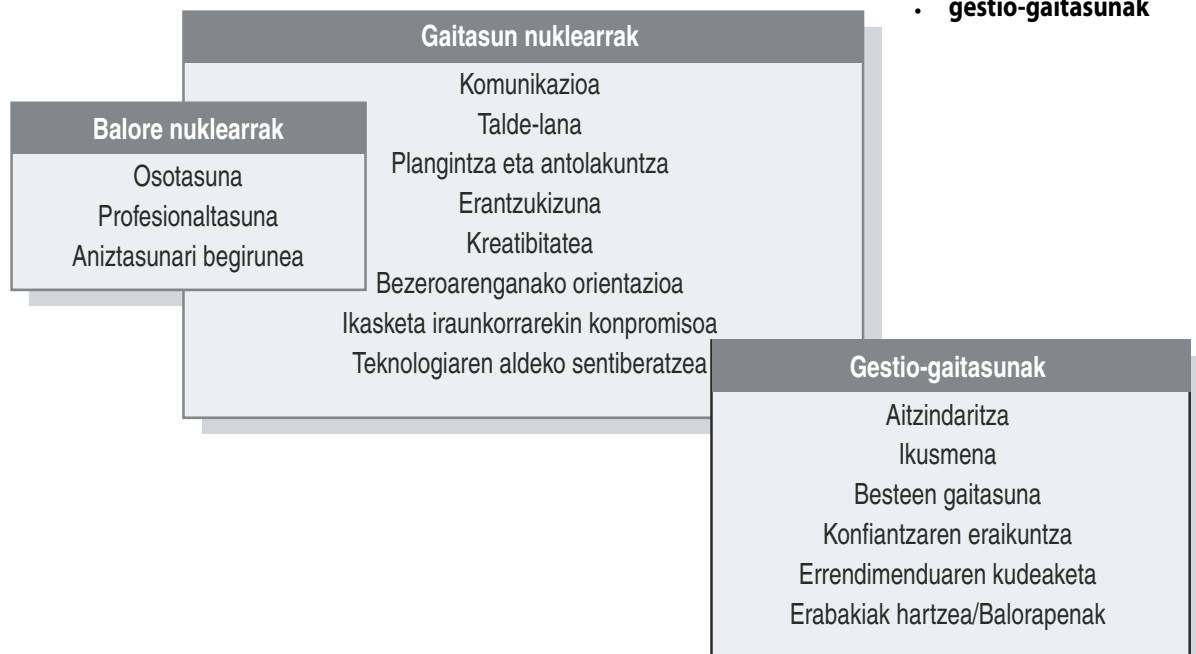 • gestio-gaitasunak
Gaitasun nuklearrak
Komunikazioa
Talde-lana
Plangintza eta antolakuntza
Erantzukizuna
Kreatibitatea
Bezeroarenganako orientazioa
Ikasketa iraunkorrarekin konpromisoa
Teknologiaren aldeko sentiberatzea
Balore nuklearrak
Osotasuna
Profesionaltasuna
Aniztasunari begirunea
Gestio-gaitasunak
Aitzindaritza
Ikusmena
Besteen gaitasuna
Konfiantzaren eraikuntza
Errendimenduaren kudeaketa
Erabakiak hartzea/Balorapenak